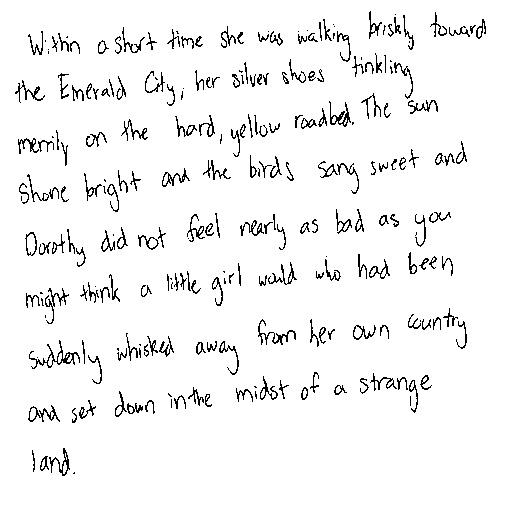 Within a short time she was walking briskly toward
the Emerald City, her silver shoes tinkling
merrily on the hard, yellow roadbed. The sun
shone bright and the birds sang sweet and
Dorothy did not feel nearly as bad as you
might think a little girl would who had been
suddenly whisked away from her own country
and set down in the midst of a strange
land.